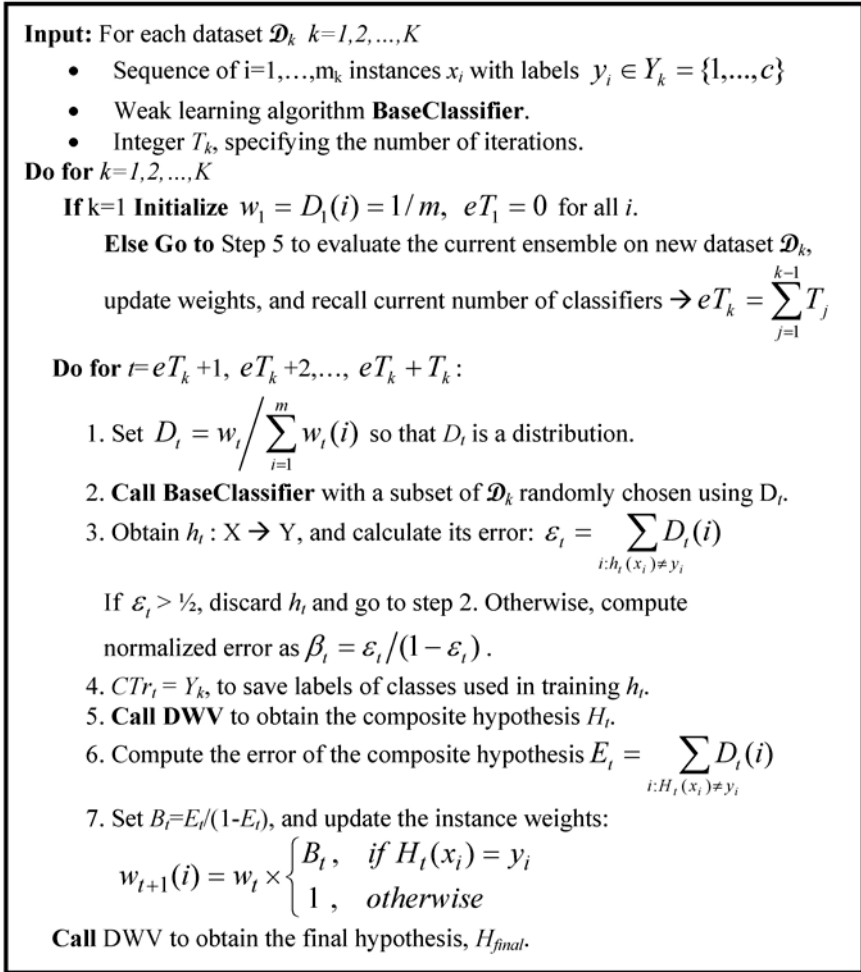 Input: For each dataset 𝒟ₖ k=1,2,...,K
• Sequence of i=1,...,mₖ instances xᵢ with labels yᵢ ∈ Yₖ = {1,...,c}
• Weak learning algorithm BaseClassifier.
• Integer Tₖ, specifying the number of iterations.
Do for k=1,2,...,K
If k=1 Initialize w₁ = D₁(i) = 1/m, eT₁ = 0 for all i.
Else Go to Step 5 to evaluate the current ensemble on new dataset 𝒟ₖ,
update weights, and recall current number of classifiers → eTₖ = ∑_{j=1}^{k−1} Tⱼ
Do for t=eTₖ+1, eTₖ+2,..., eTₖ + Tₖ:
1. Set Dₜ = wₜ / ∑_{i=1}^{m} wₜ(i) so that Dₜ is a distribution.
2. Call BaseClassifier with a subset of 𝒟ₖ randomly chosen using Dₜ.
3. Obtain hₜ : X → Y, and calculate its error: εₜ = ∑_{i:hₜ(xᵢ)≠yᵢ} Dₜ(i)
If εₜ > ½, discard hₜ and go to step 2. Otherwise, compute
normalized error as βₜ = εₜ/(1 − εₜ).
4. CTrₜ = Yₖ, to save labels of classes used in training hₜ.
5. Call DWV to obtain the composite hypothesis Hₜ.
6. Compute the error of the composite hypothesis Eₜ = ∑_{i:Hₜ(xᵢ)≠yᵢ} Dₜ(i)
7. Set Bₜ=Eₜ/(1-Eₜ), and update the instance weights:
wₜ₊₁(i) = wₜ × { Bₜ, if Hₜ(xᵢ) = yᵢ
1 , otherwise
Call DWV to obtain the final hypothesis, H_{final}.